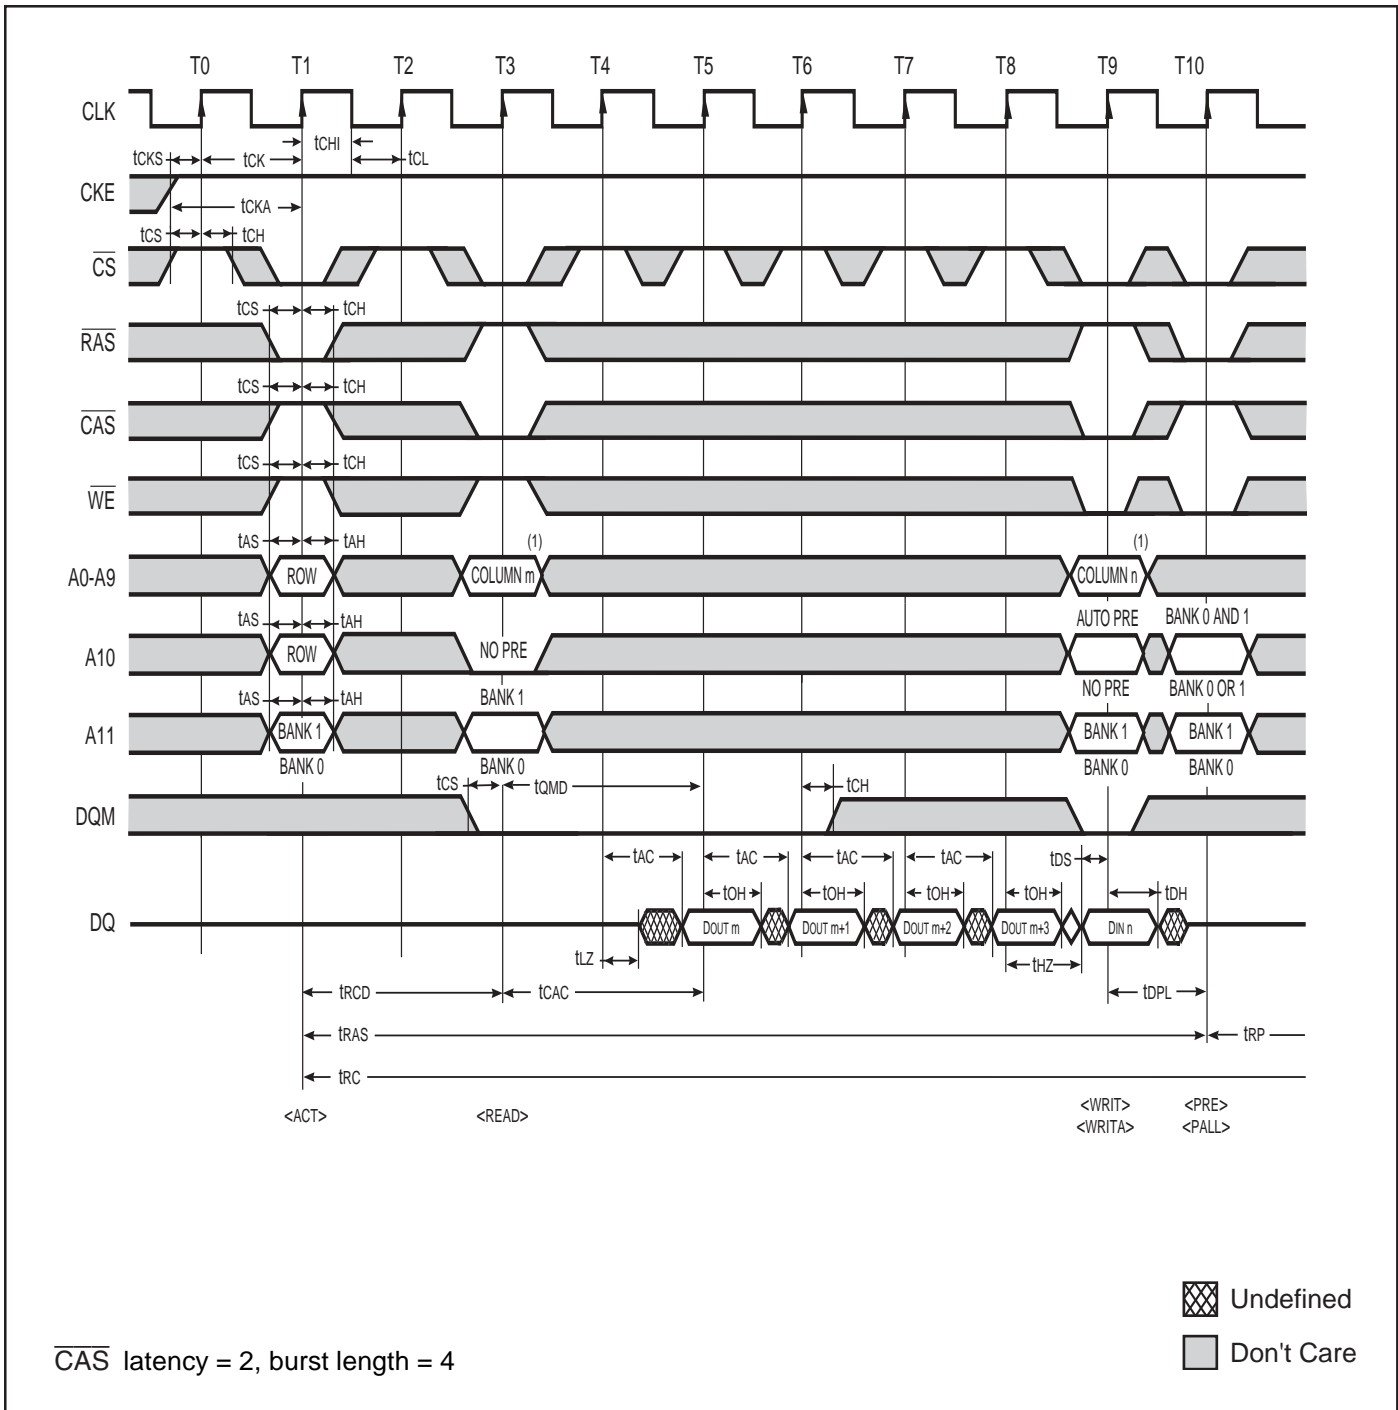 T0 T1 T2 T3 T4 T5 T6 T7 T8 T9 T10
CLK
tCHI
tCKS tCK tCL
CKE
tCKA
tCS tCH
CS
tCS tCH
RAS
tCS tCH
CAS
tCS tCH
WE
tAS tAH (1) (1)
A0-A9 ROW COLUMN m COLUMN n
tAS tAH AUTO PRE BANK 0 AND 1
A10 ROW NO PRE
tAS tAH BANK 1 NO PRE BANK 0 OR 1
A11 BANK 1 BANK 1 BANK 1
BANK 0 BANK 0 BANK 0 BANK 0
tCS tQMD tCH
DQM
tAC tAC tAC tAC tDS
tOH tOH tOH tOH tDH
DQ DOUT m DOUT m+1 DOUT m+2 DOUT m+3 DIN n
tLZ tHZ
tRCD tCAC tDPL
tRAS tRP
tRC
<ACT> <READ> <WRIT> <PRE>
<WRITA> <PALL>
Undefined
Don't Care
CAS latency = 2, burst length = 4